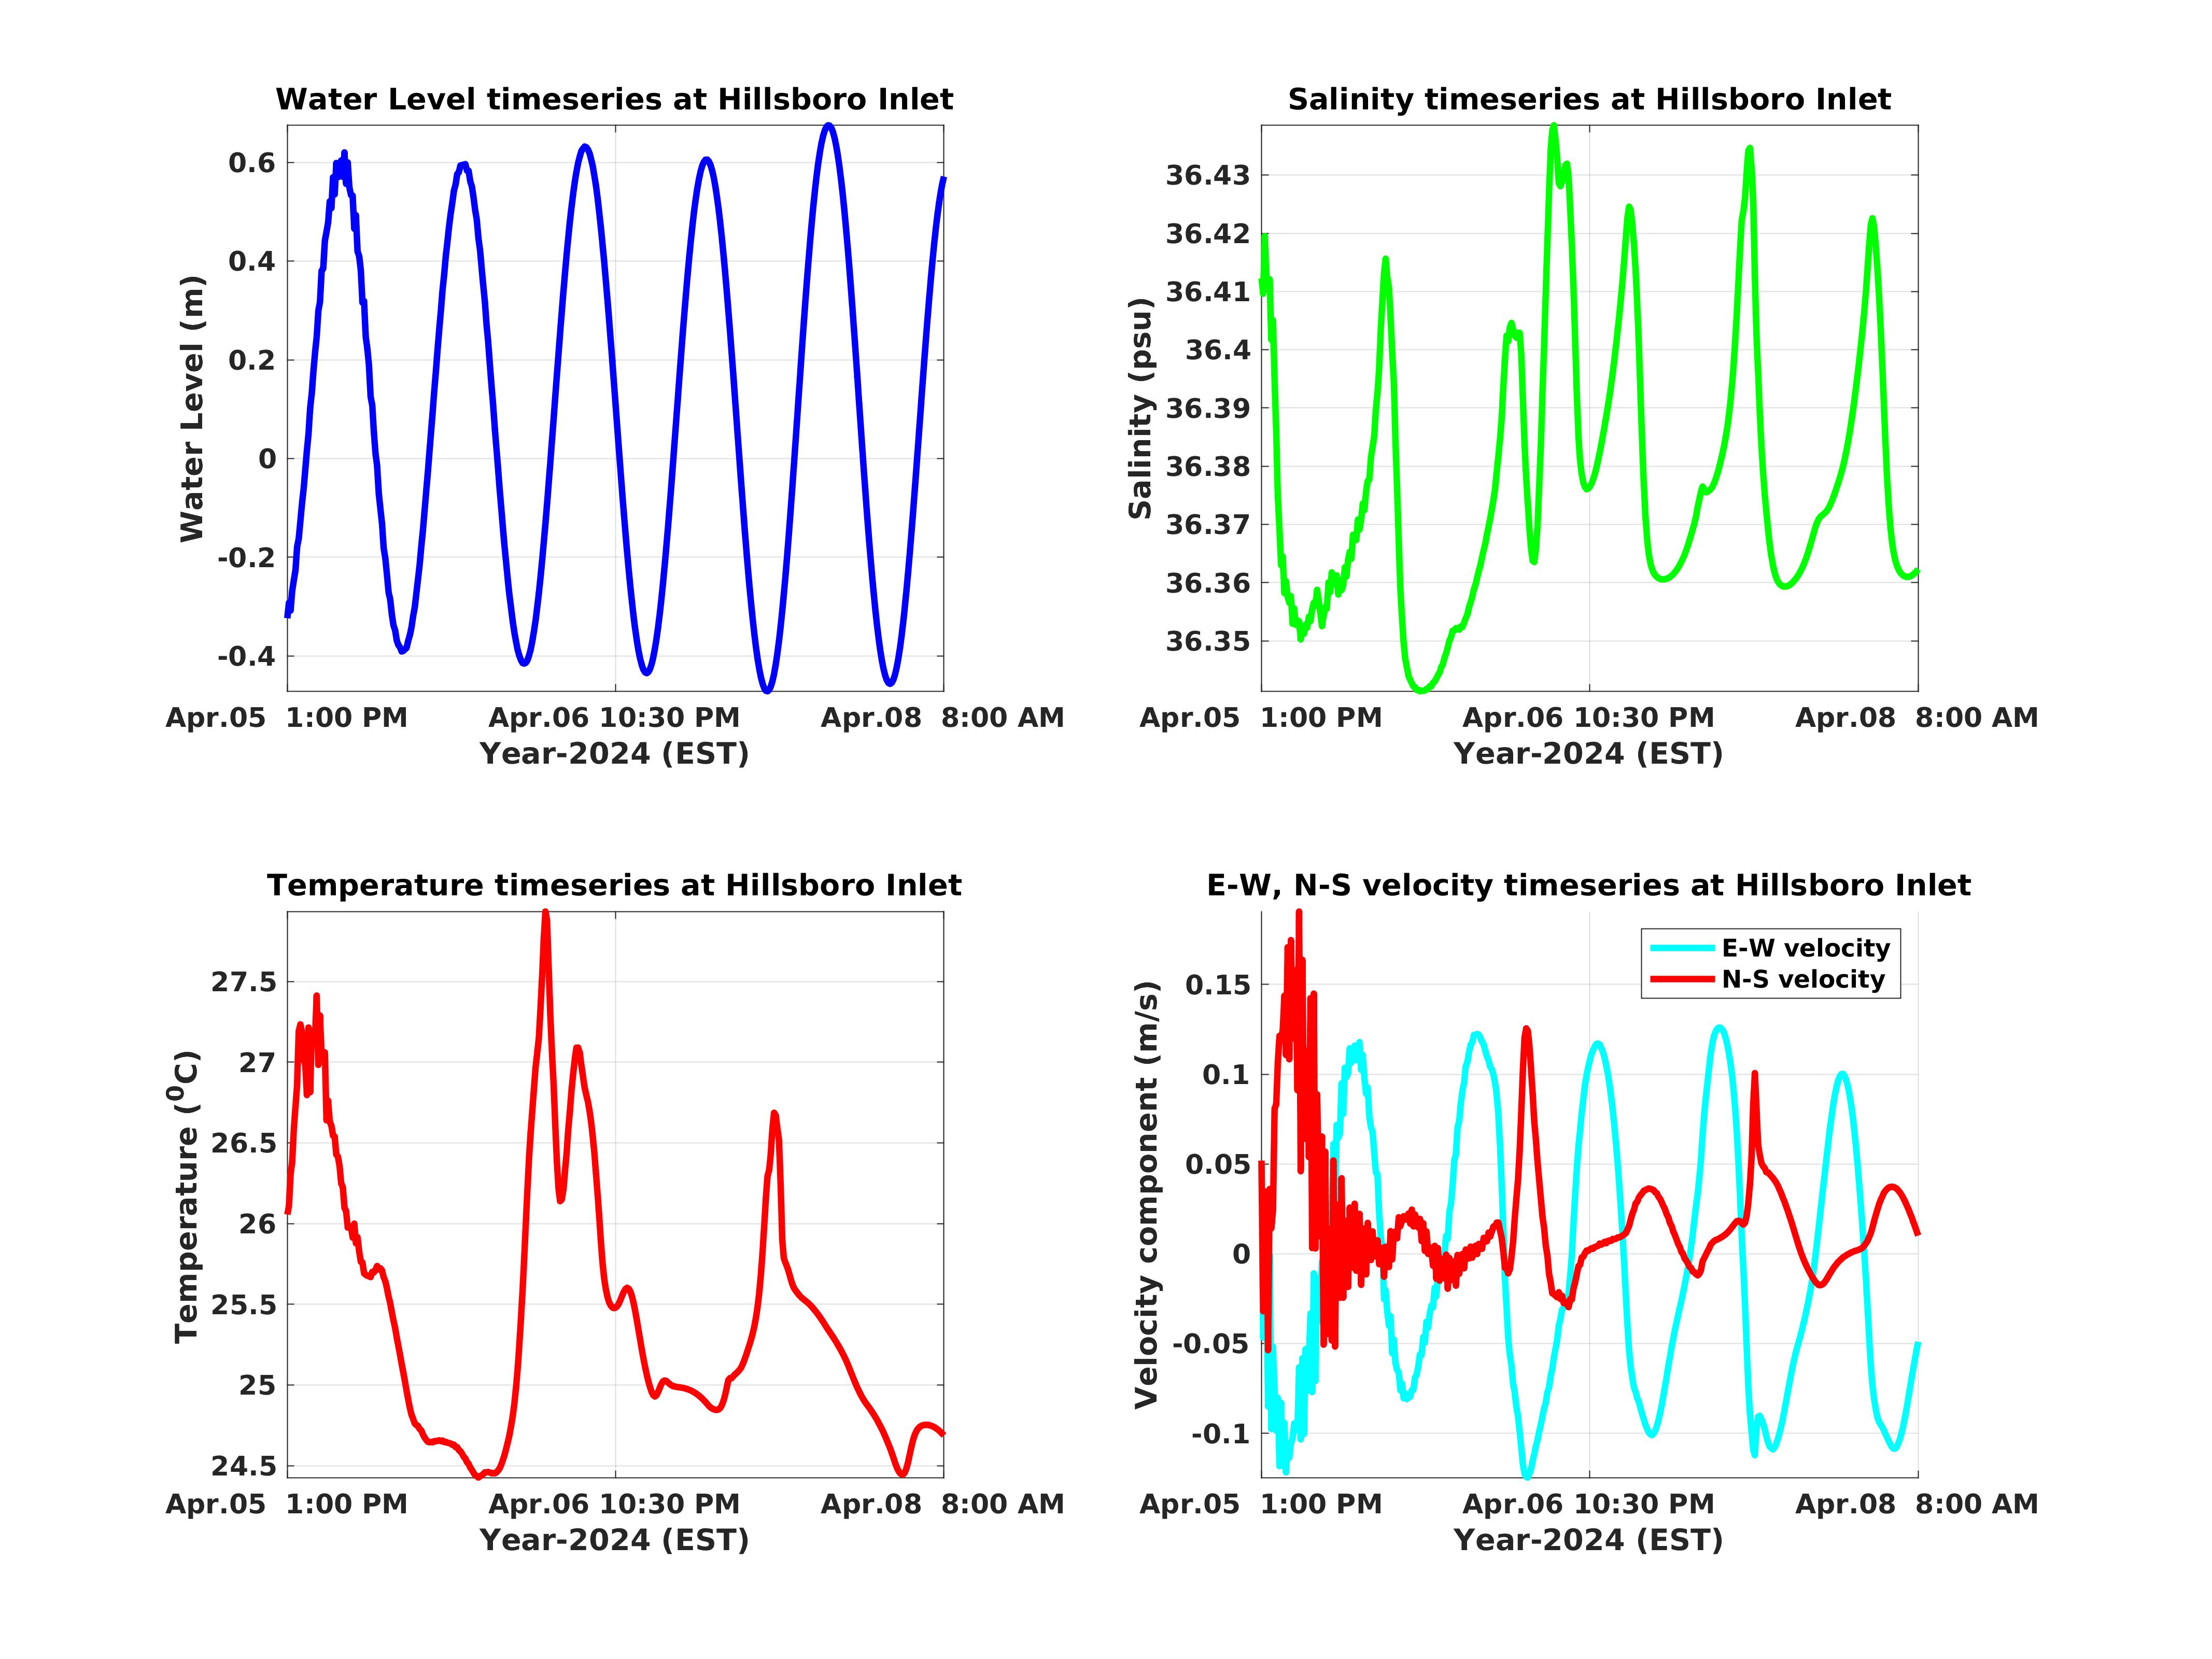 Water Level timeseries at Hillsboro Inlet
Water Level (m)
0.6
0.4
0.2
0
-0.2
-0.4
Apr.05 1:00 PM
Apr.06 10:30 PM
Apr.08 8:00 AM
Year-2024 (EST)
Salinity timeseries at Hillsboro Inlet
Salinity (psu)
36.43
36.42
36.41
36.4
36.39
36.38
36.37
36.36
36.35
Apr.05 1:00 PM
Apr.06 10:30 PM
Apr.08 8:00 AM
Year-2024 (EST)
Temperature timeseries at Hillsboro Inlet
Temperature (⁰C)
27.5
27
26.5
26
25.5
25
24.5
Apr.05 1:00 PM
Apr.06 10:30 PM
Apr.08 8:00 AM
Year-2024 (EST)
E-W, N-S velocity timeseries at Hillsboro Inlet
Velocity component (m/s)
0.15
0.1
0.05
0
-0.05
-0.1
E-W velocity
N-S velocity
Apr.05 1:00 PM
Apr.06 10:30 PM
Apr.08 8:00 AM
Year-2024 (EST)